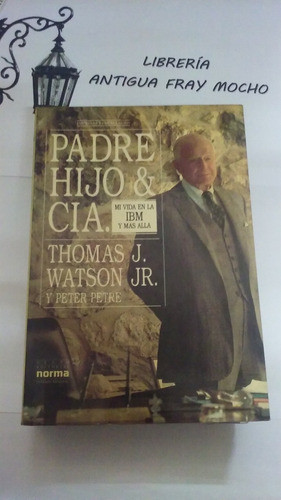 LIBRERÍA
ANTIGUA FRAY MOCHO
PADRE
HIJO &
CIA.
MI VIDA EN LA
IBM
Y MAS ALLA
THOMAS J.
WATSON JR.
Y PETER PETRE
norma